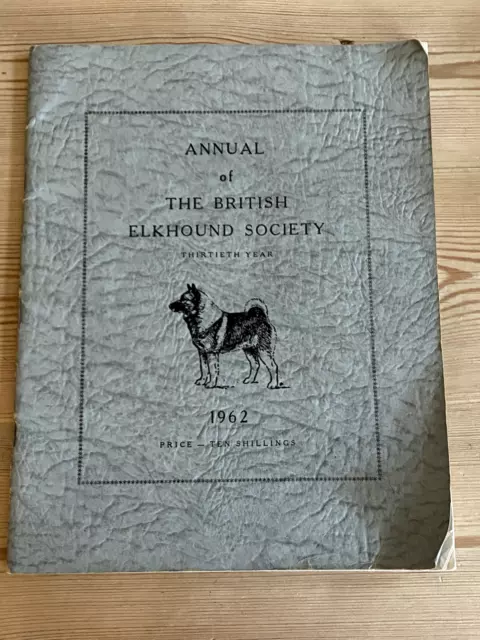 ANNUAL
of
THE BRITISH
ELKHOUND SOCIETY
THIRTIETH YEAR
1962
PRICE — TEN SHILLINGS